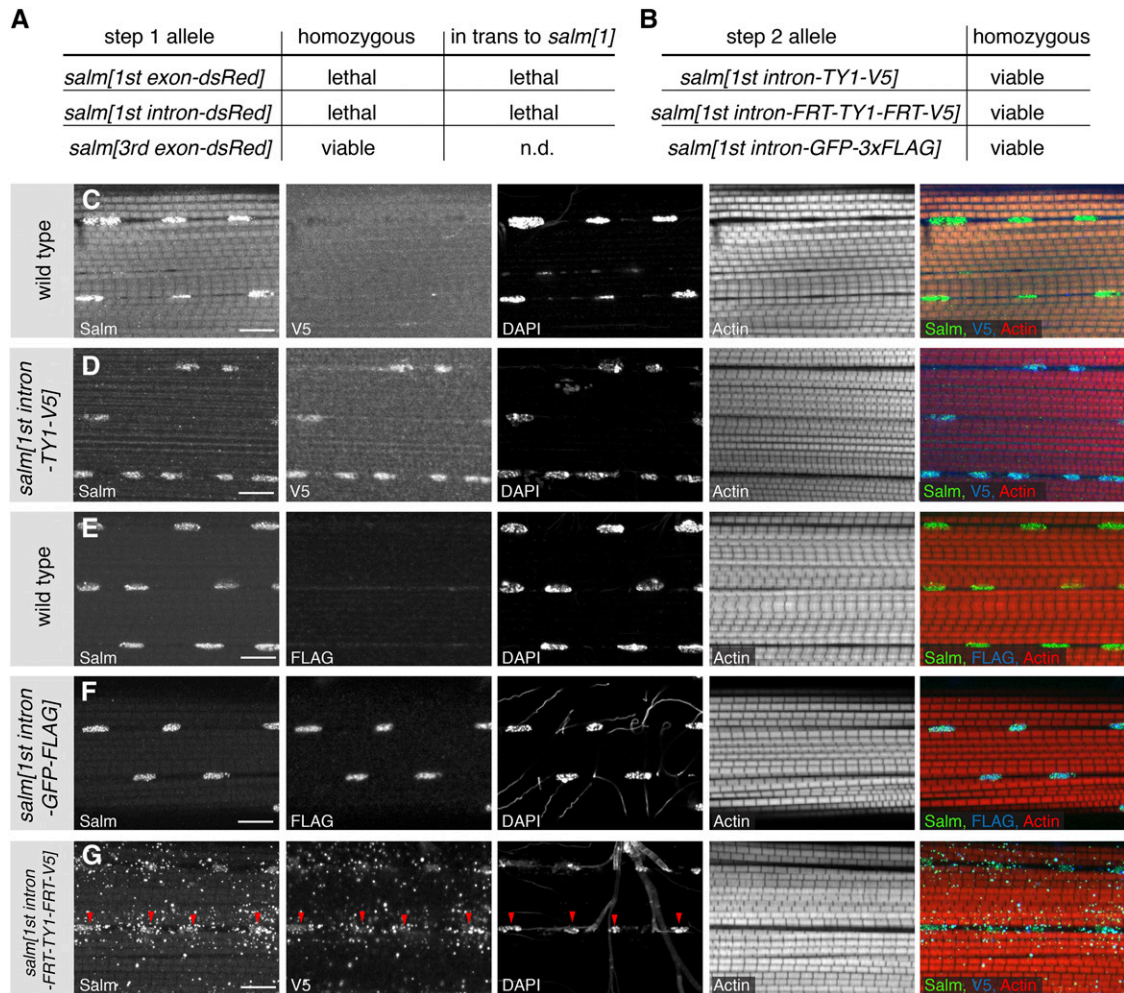 A
B
step 1 allele homozygous in trans to salm[1]
salm[1st exon-dsRed] lethal lethal
salm[1st intron-dsRed] lethal lethal
salm[3rd exon-dsRed] viable n.d.
step 2 allele homozygous
salm[1st intron-TY1-V5] viable
salm[1st intron-FRT-TY1-FRT-V5] viable
salm[1st intron-GFP-3xFLAG] viable
wild type
C
Salm
V5
DAPI
Actin
Salm, V5, Actin
salm[1st intron
-TY1-V5]
D
Salm
V5
DAPI
Actin
Salm, V5, Actin
wild type
E
Salm
FLAG
DAPI
Actin
Salm, FLAG, Actin
salm[1st intron
-GFP-FLAG]
F
Salm
FLAG
DAPI
Actin
Salm, FLAG, Actin
salm[1st intron
-FRT-TY1-FRT-V5]
G
Salm
V5
DAPI
Actin
Salm, V5, Actin